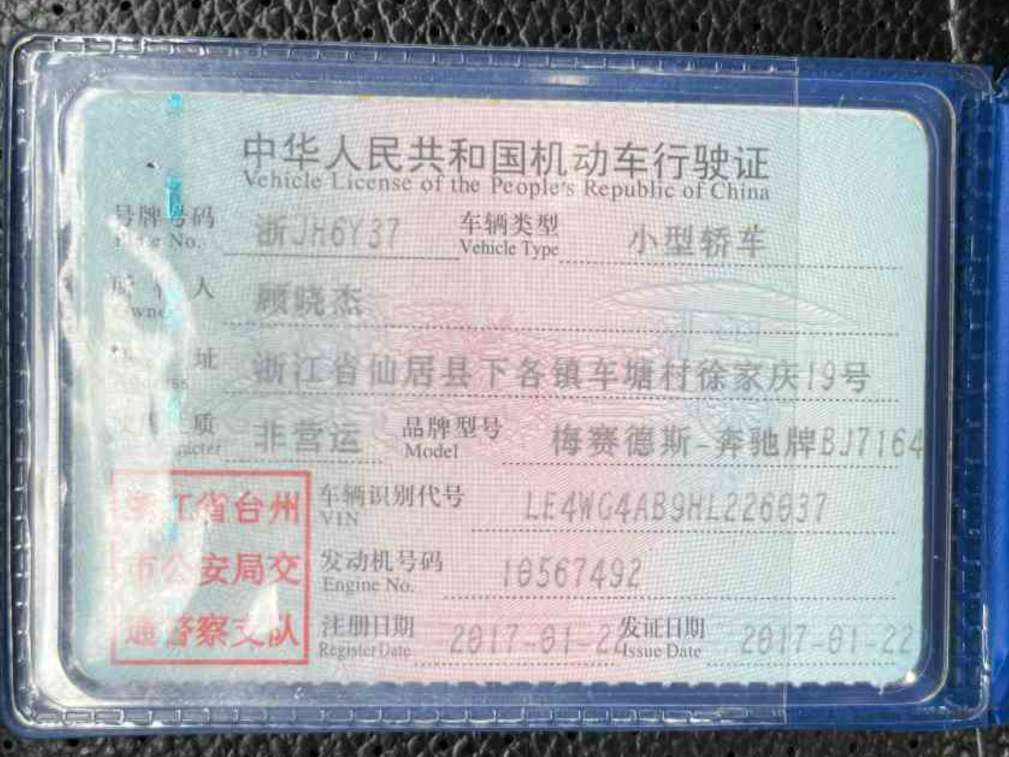 中华人民共和国机动车行驶证
Vehicle License of the People's Republic of China
号牌号码 浙JH6Y37 车辆类型 小型轿车
No. Vehicle Type
人 顾晓杰
Owner
址 浙江省仙居县下各镇车塘村徐家庆19号
质 非营运 品牌型号 梅赛德斯-奔驰牌BJ7164
Model
浙江省台州 车辆识别代号 LE4WG4AB9HL226037
VIN
市公安局交 发动机号码 10567492
Engine No.
通警察支队 注册日期 2017-01-22 发证日期 2017-01-22
Register Date Issue Date